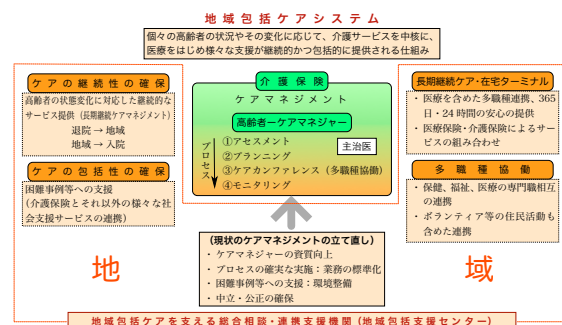 地域包括ケアシステム
個々の高齢者の状況やその変化に応じて、介護サービスを中核に、
医療をはじめ様々な支援が継続的かつ包括的に提供される仕組み
ケアの継続性の確保
高齢者の状態変化に対応した継続的な
サービス提供（長期継続ケアマネジメント）
退院 → 地域
地域 → 入院
ケアの包括性の確保
困難事例等への支援
（介護保険とそれ以外の様々な社
会支援サービスの連携）
介護保険
ケアマネジメント
高齢者ーケアマネジャー
プロセス
①アセスメント
②プランニング
③ケアカンファレンス（多職種協働）
④モニタリング
主治医
長期継続ケア・在宅ターミナル
・ 医療を含めた多職種連携、365
日・24 時間の安心の提供
・ 医療保険・介護保険によるサー
ビスの組み合わせ
多職種協働
・ 保健、福祉、医療の専門職相互
の連携
・ ボランティア等の住民活動も
含めた連携
（現状のケアマネジメントの立て直し）
・ ケアマネジャーの資質向上
・ プロセスの確実な実施：業務の標準化
・ 困難事例等への支援：環境整備
・ 中立・公正の確保
地
域
地域包括ケアを支える総合相談・連携支援機関（地域包括支援センター）